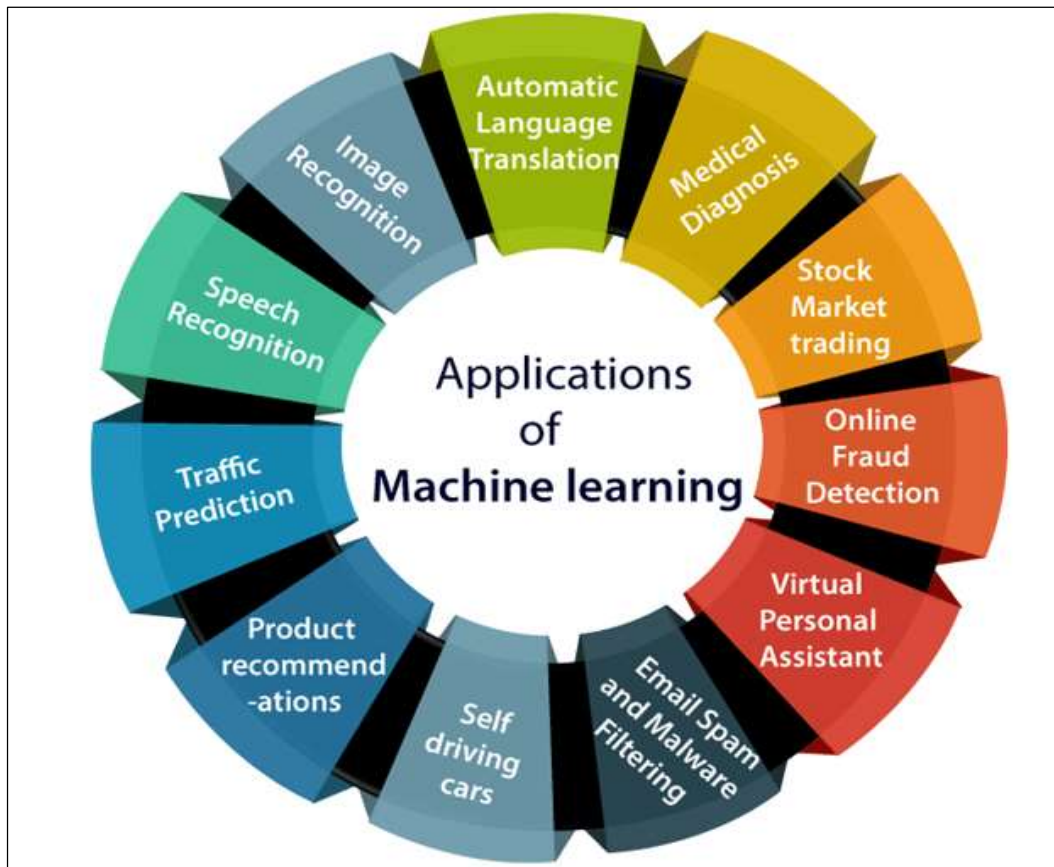 Applications
of
Machine learning
Automatic
Language
Translation
Medical
Diagnosis
Stock
Market
trading
Online
Fraud
Detection
Virtual
Personal
Assistant
Email Spam
and Malware
Filtering
Self
driving
cars
Product
recommend
-ations
Traffic
Prediction
Speech
Recognition
Image
Recognition